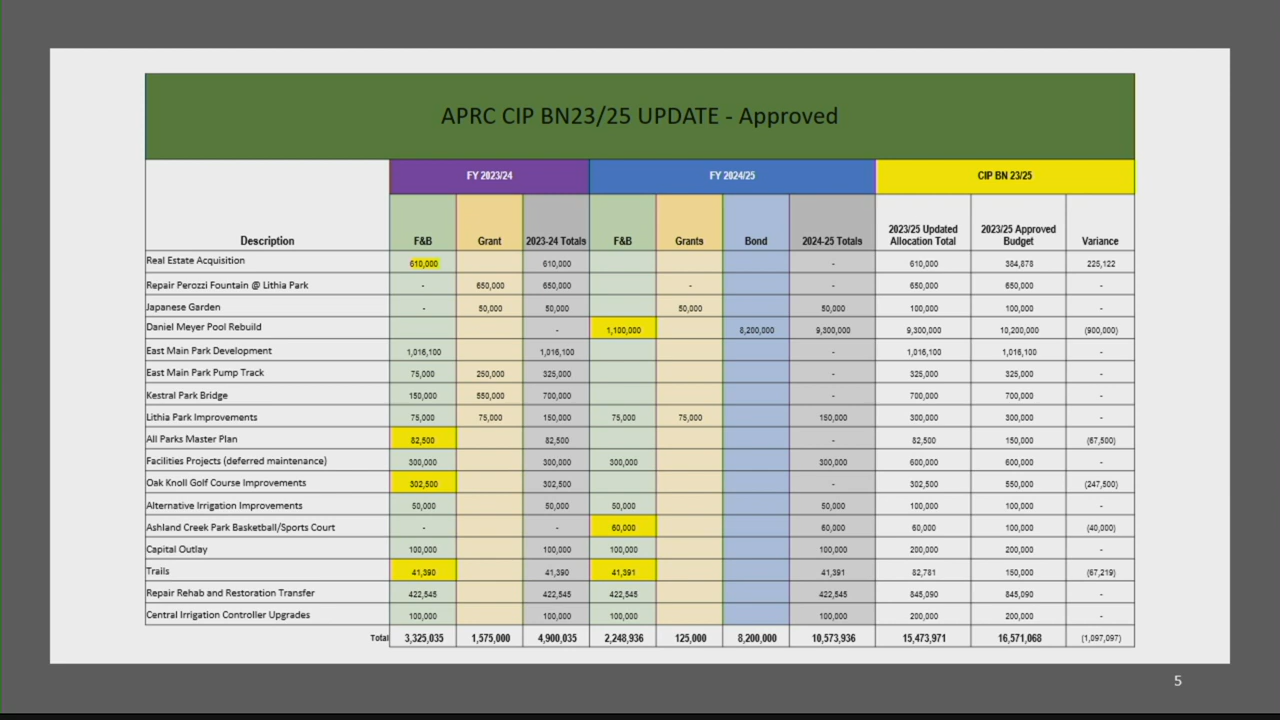 APRC CIP BN23/25 UPDATE - Approved
FY 2023/24 FY 2024/25 CIP BN 23/25
Description F&B Grant 2023-24 Totals F&B Grants Bond 2024-25 Totals 2023/25 Updated Allocation Total 2023/25 Approved Budget Variance
Real Estate Acquisition 610,000 610,000 - 610,000 384,878 225,122
Repair Perozzi Fountain @ Lithia Park - 650,000 650,000 - - 650,000 650,000 -
Japanese Garden - 50,000 50,000 50,000 50,000 100,000 100,000 -
Daniel Meyer Pool Rebuild - 1,100,000 8,200,000 9,300,000 9,300,000 10,200,000 (900,000)
East Main Park Development 1,016,100 1,016,100 - 1,016,100 1,016,100 -
East Main Park Pump Track 75,000 250,000 325,000 - 325,000 325,000 -
Kestral Park Bridge 150,000 550,000 700,000 - 700,000 700,000 -
Lithia Park Improvements 75,000 75,000 150,000 75,000 75,000 150,000 300,000 300,000 -
All Parks Master Plan 82,500 82,500 - 82,500 150,000 (67,500)
Facilities Projects (deferred maintenance) 300,000 300,000 300,000 300,000 600,000 600,000 -
Oak Knoll Golf Course Improvements 302,500 302,500 - 302,500 550,000 (247,500)
Alternative Irrigation Improvements 50,000 50,000 50,000 50,000 100,000 100,000 -
Ashland Creek Park Basketball/Sports Court - - 60,000 60,000 60,000 100,000 (40,000)
Capital Outlay 100,000 100,000 100,000 100,000 200,000 200,000 -
Trails 41,390 41,390 41,391 41,391 82,781 150,000 (67,219)
Repair Rehab and Restoration Transfer 422,545 422,545 422,545 422,545 845,090 845,090 -
Central Irrigation Controller Upgrades 100,000 100,000 100,000 100,000 200,000 200,000 -
Total 3,325,035 1,575,000 4,900,035 2,248,936 125,000 8,200,000 10,573,936 15,473,971 16,571,068 (1,097,097)
5